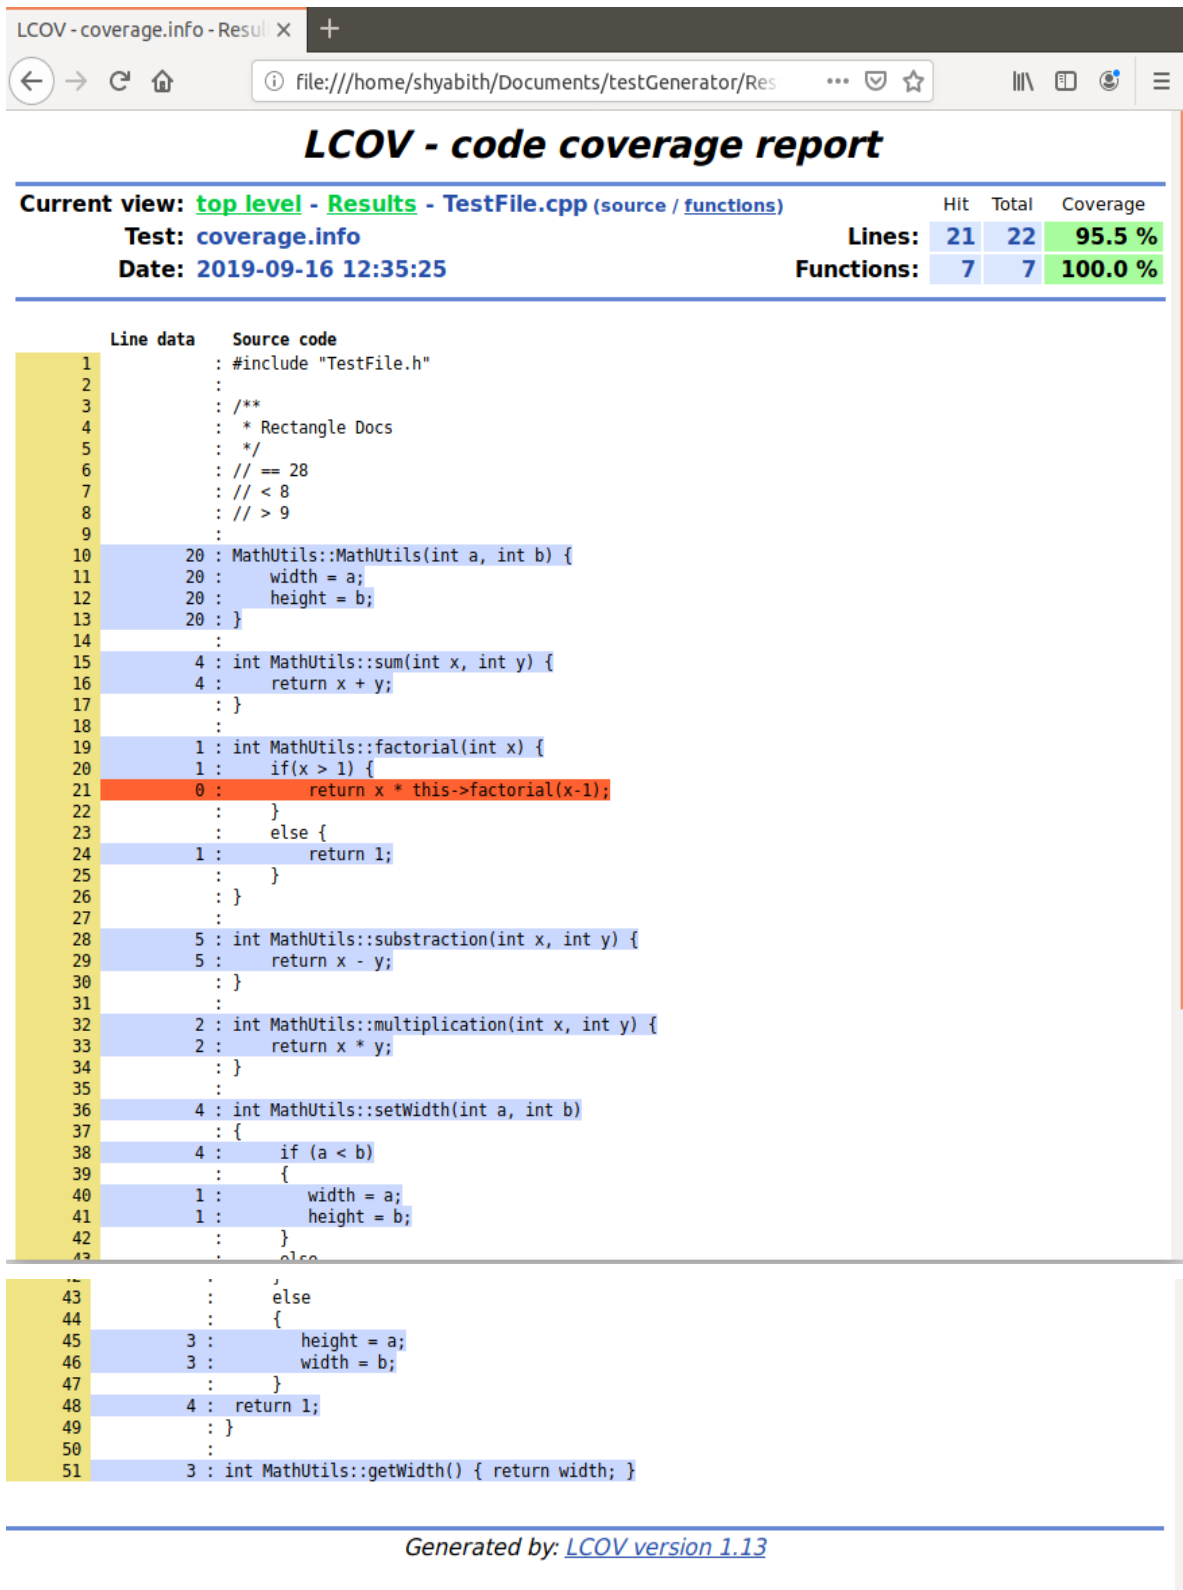 LCOV - coverage.info - Resul
file:///home/shyabith/Documents/testGenerator/Res
LCOV - code coverage report
Current view: top level - Results - TestFile.cpp (source / functions) Hit Total Coverage
Test: coverage.info Lines: 21 22 95.5 %
Date: 2019-09-16 12:35:25 Functions: 7 7 100.0 %
Line data Source code
1 : #include "TestFile.h"
2 :
3 : /**
4 : * Rectangle Docs
5 : */
6 : // == 28
7 : // < 8
8 : // > 9
9 :
10 20 : MathUtils::MathUtils(int a, int b) {
11 20 : width = a;
12 20 : height = b;
13 20 : }
14 :
15 4 : int MathUtils::sum(int x, int y) {
16 4 : return x + y;
17 : }
18 :
19 1 : int MathUtils::factorial(int x) {
20 1 : if(x > 1) {
21 0 : return x * this->factorial(x-1);
22 : }
23 : else {
24 1 : return 1;
25 : }
26 : }
27 :
28 5 : int MathUtils::substraction(int x, int y) {
29 5 : return x - y;
30 : }
31 :
32 2 : int MathUtils::multiplication(int x, int y) {
33 2 : return x * y;
34 : }
35 :
36 4 : int MathUtils::setWidth(int a, int b)
37 : {
38 4 : if (a < b)
39 : {
40 1 : width = a;
41 1 : height = b;
42 : }
43 : else
42 : }
43 : else
44 : {
45 3 : height = a;
46 3 : width = b;
47 : }
48 4 : return 1;
49 : }
50 :
51 3 : int MathUtils::getWidth() { return width; }
Generated by: LCOV version 1.13